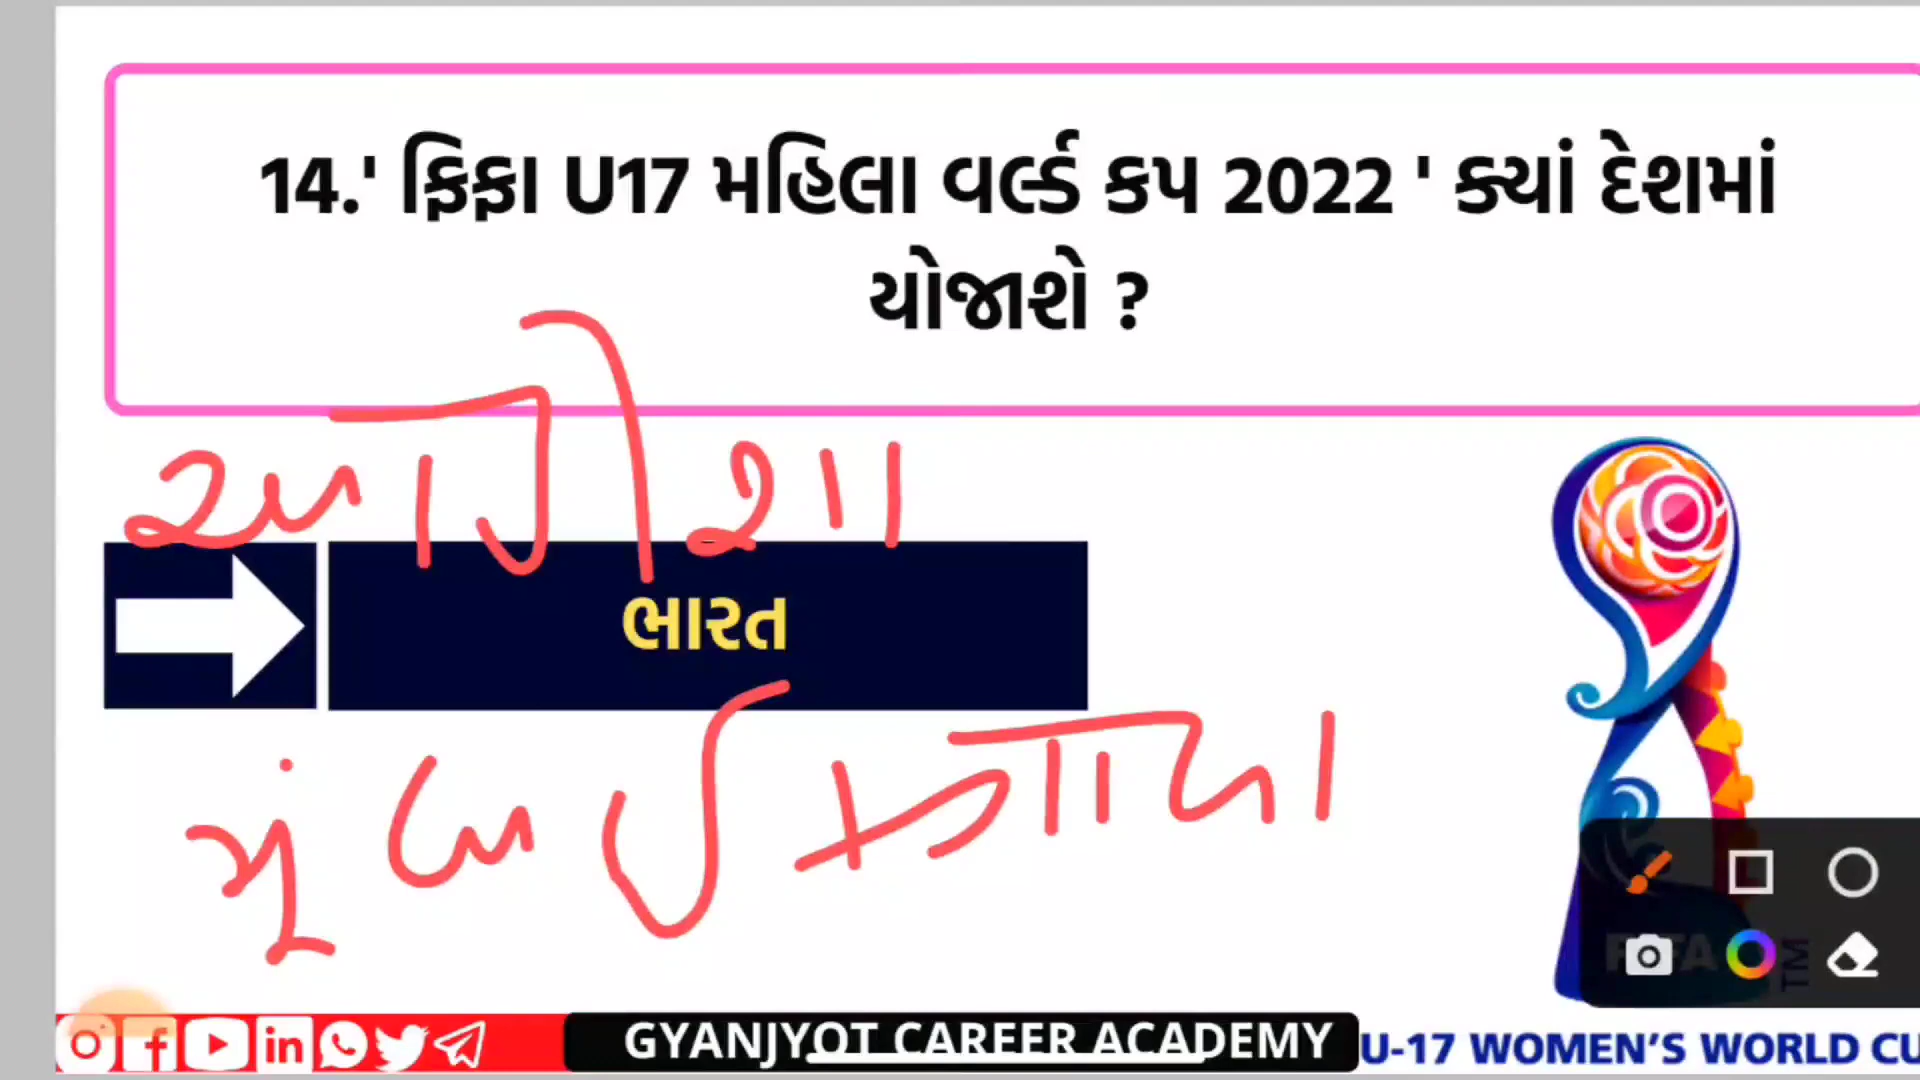 14.' ફિફા U17 મહિલા વર્લ્ડ કપ 2022 ' ક્યાં દેશમાં
યોજાશે ?
ભારત
GYANJYOT CAREER ACADEMY
U-17 WOMEN'S WORLD CU